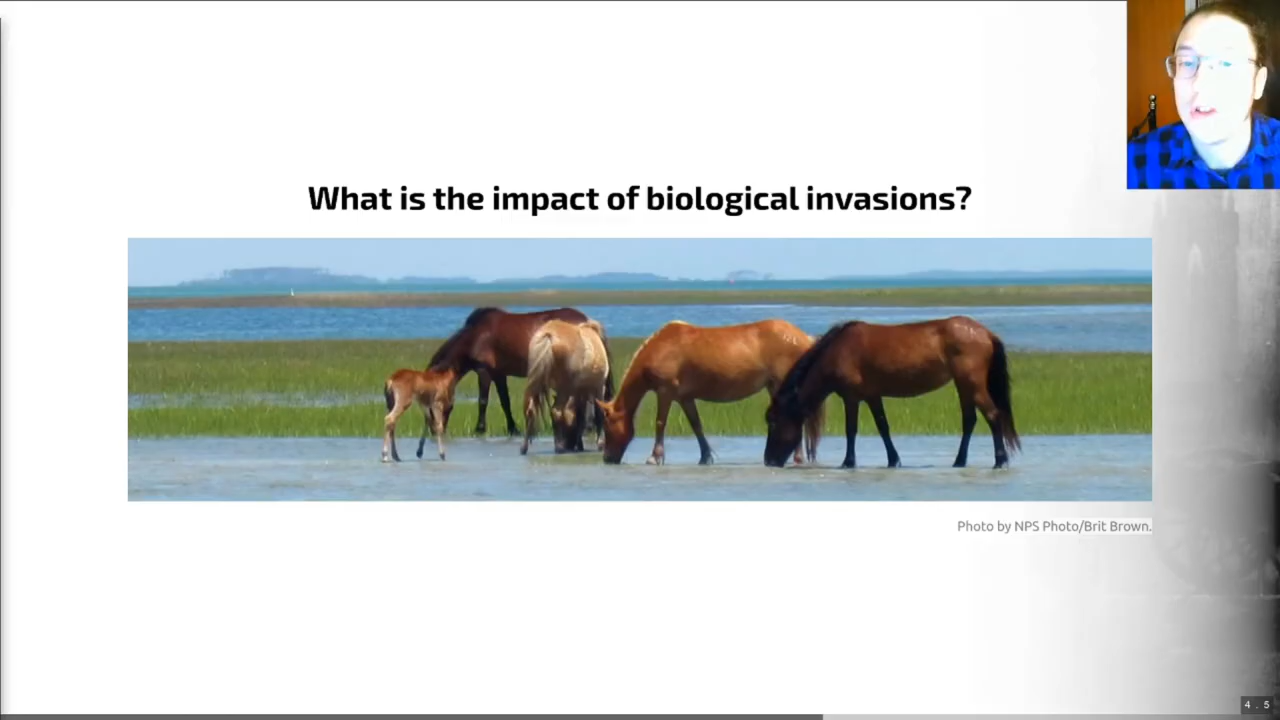 What is the impact of biological invasions?
Photo by NPS Photo/Brit Brown.
4 . 5